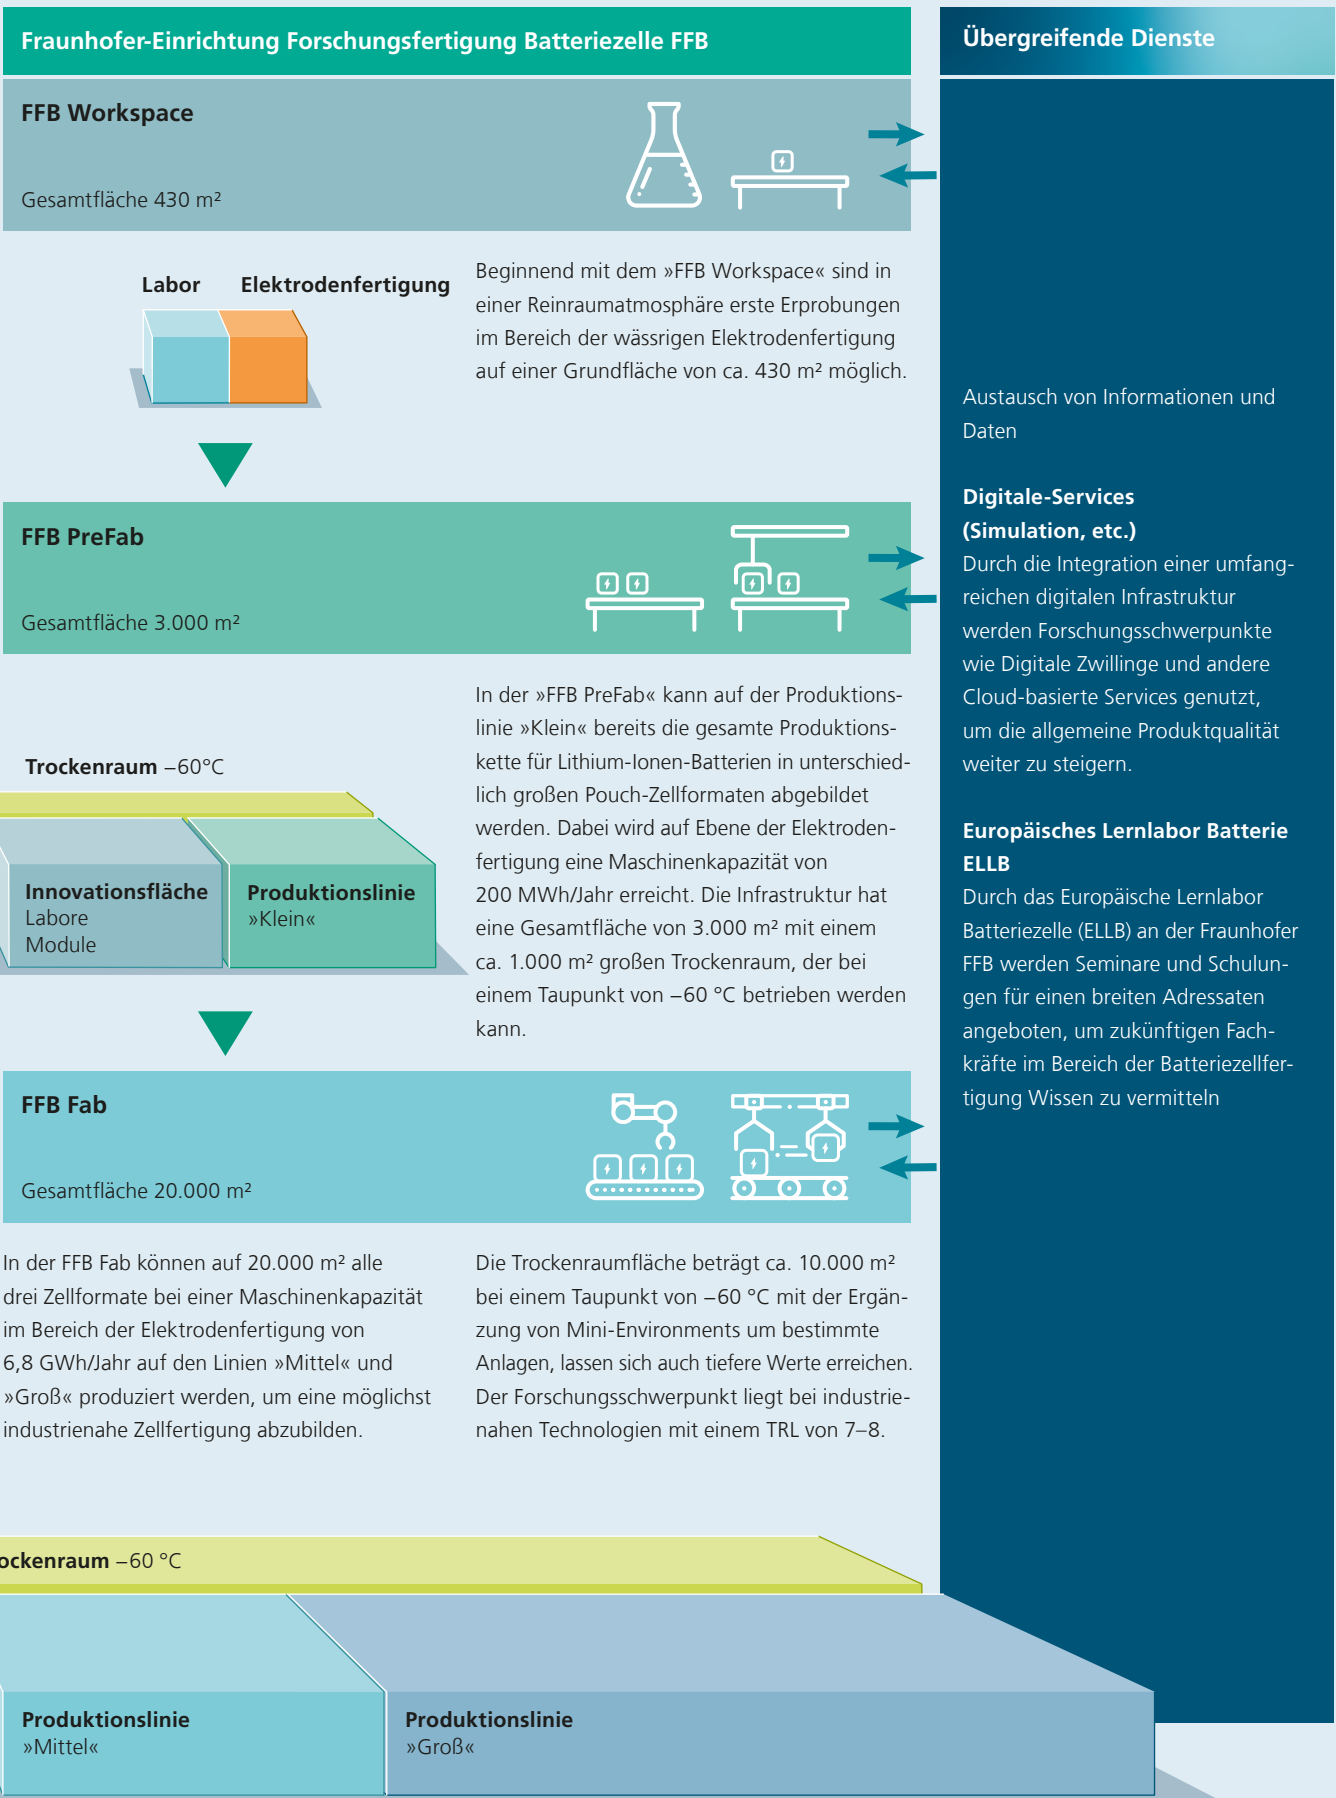 Fraunhofer-Einrichtung Forschungsfertigung Batteriezelle FFB
FFB Workspace
Gesamtfläche 430 m²
Labor
Elektrodenfertigung
Beginnend mit dem »FFB Workspace« sind in
einer Reinraumatmosphäre erste Erprobungen
im Bereich der wässrigen Elektrodenfertigung
auf einer Grundfläche von ca. 430 m² möglich.
FFB PreFab
Gesamtfläche 3.000 m²
Trockenraum –60°C
Innovationsfläche
Labore
Module
Produktionslinie
»Klein«
In der »FFB PreFab« kann auf der Produktions-
linie »Klein« bereits die gesamte Produktions-
kette für Lithium-Ionen-Batterien in unterschied-
lich großen Pouch-Zellformaten abgebildet
werden. Dabei wird auf Ebene der Elektroden-
fertigung eine Maschinenkapazität von
200 MWh/Jahr erreicht. Die Infrastruktur hat
eine Gesamtfläche von 3.000 m² mit einem
ca. 1.000 m² großen Trockenraum, der bei
einem Taupunkt von –60 °C betrieben werden
kann.
FFB Fab
Gesamtfläche 20.000 m²
In der FFB Fab können auf 20.000 m² alle
drei Zellformate bei einer Maschinenkapazität
im Bereich der Elektrodenfertigung von
6,8 GWh/Jahr auf den Linien »Mittel« und
»Groß« produziert werden, um eine möglichst
industrienahe Zellfertigung abzubilden.
Die Trockenraumfläche beträgt ca. 10.000 m²
bei einem Taupunkt von –60 °C mit der Ergän-
zung von Mini-Environments um bestimmte
Anlagen, lassen sich auch tiefere Werte erreichen.
Der Forschungsschwerpunkt liegt bei industrie-
nahen Technologien mit einem TRL von 7–8.
ockenraum –60 °C
Produktionslinie
»Mittel«
Produktionslinie
»Groß«
Übergreifende Dienste
Austausch von Informationen und
Daten
Digitale-Services
(Simulation, etc.)
Durch die Integration einer umfang-
reichen digitalen Infrastruktur
werden Forschungsschwerpunkte
wie Digitale Zwillinge und andere
Cloud-basierte Services genutzt,
um die allgemeine Produktqualität
weiter zu steigern.
Europäisches Lernlabor Batterie
ELLB
Durch das Europäische Lernlabor
Batteriezelle (ELLB) an der Fraunhofer
FFB werden Seminare und Schulun-
gen für einen breiten Adressaten
angeboten, um zukünftigen Fach-
kräfte im Bereich der Batteriezellfer-
tigung Wissen zu vermitteln